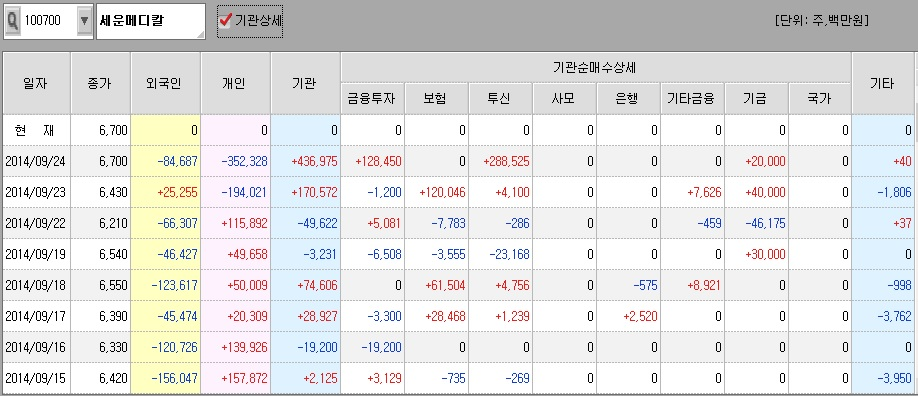 100700 세운메디칼 기관상세 [단위: 주,백만원]
일자 종가 외국인 개인 기관 기관순매수상세 기타
금융투자 보험 투신 사모 은행 기타금융 기금 국가
현 재 6,700 0 0 0 0 0 0 0 0 0 0 0 0
2014/09/24 6,700 -84,687 -352,328 +436,975 +128,450 0 +288,525 0 0 0 +20,000 0 +40
2014/09/23 6,430 +25,255 -194,021 +170,572 -1,200 +120,046 +4,100 0 0 +7,626 +40,000 0 -1,806
2014/09/22 6,210 -66,307 +115,892 -49,622 +5,081 -7,783 -286 0 0 -459 -46,175 0 +37
2014/09/19 6,540 -46,427 +49,658 -3,231 -6,508 -3,555 -23,168 0 0 0 +30,000 0 0
2014/09/18 6,550 -123,617 +50,009 +74,606 0 +61,504 +4,756 0 -575 +8,921 0 0 -998
2014/09/17 6,390 -45,474 +20,309 +28,927 -3,300 +28,468 +1,239 0 +2,520 0 0 0 -3,762
2014/09/16 6,330 -120,726 +139,926 -19,200 -19,200 0 0 0 0 0 0 0 0
2014/09/15 6,420 -156,047 +157,872 +2,125 +3,129 -735 -269 0 0 0 0 0 -3,950